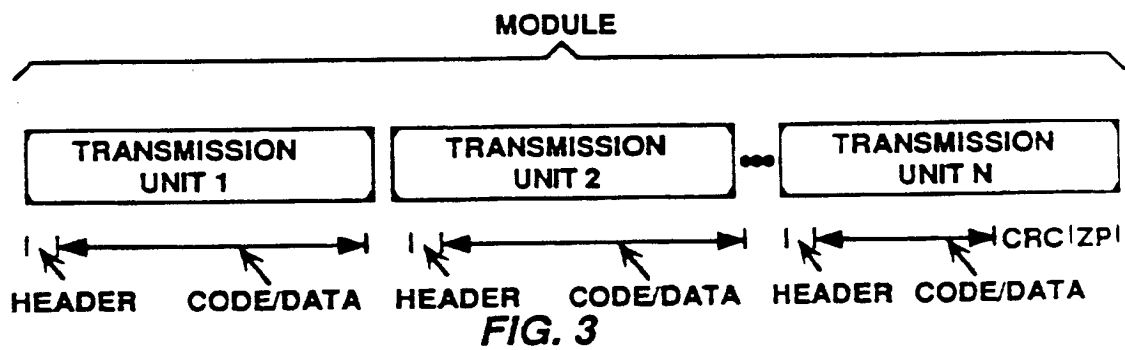 MODULE
TRANSMISSION UNIT 1
TRANSMISSION UNIT 2
TRANSMISSION UNIT N
CRC ZP
HEADER CODE/DATA HEADER CODE/DATA HEADER CODE/DATA
FIG. 3